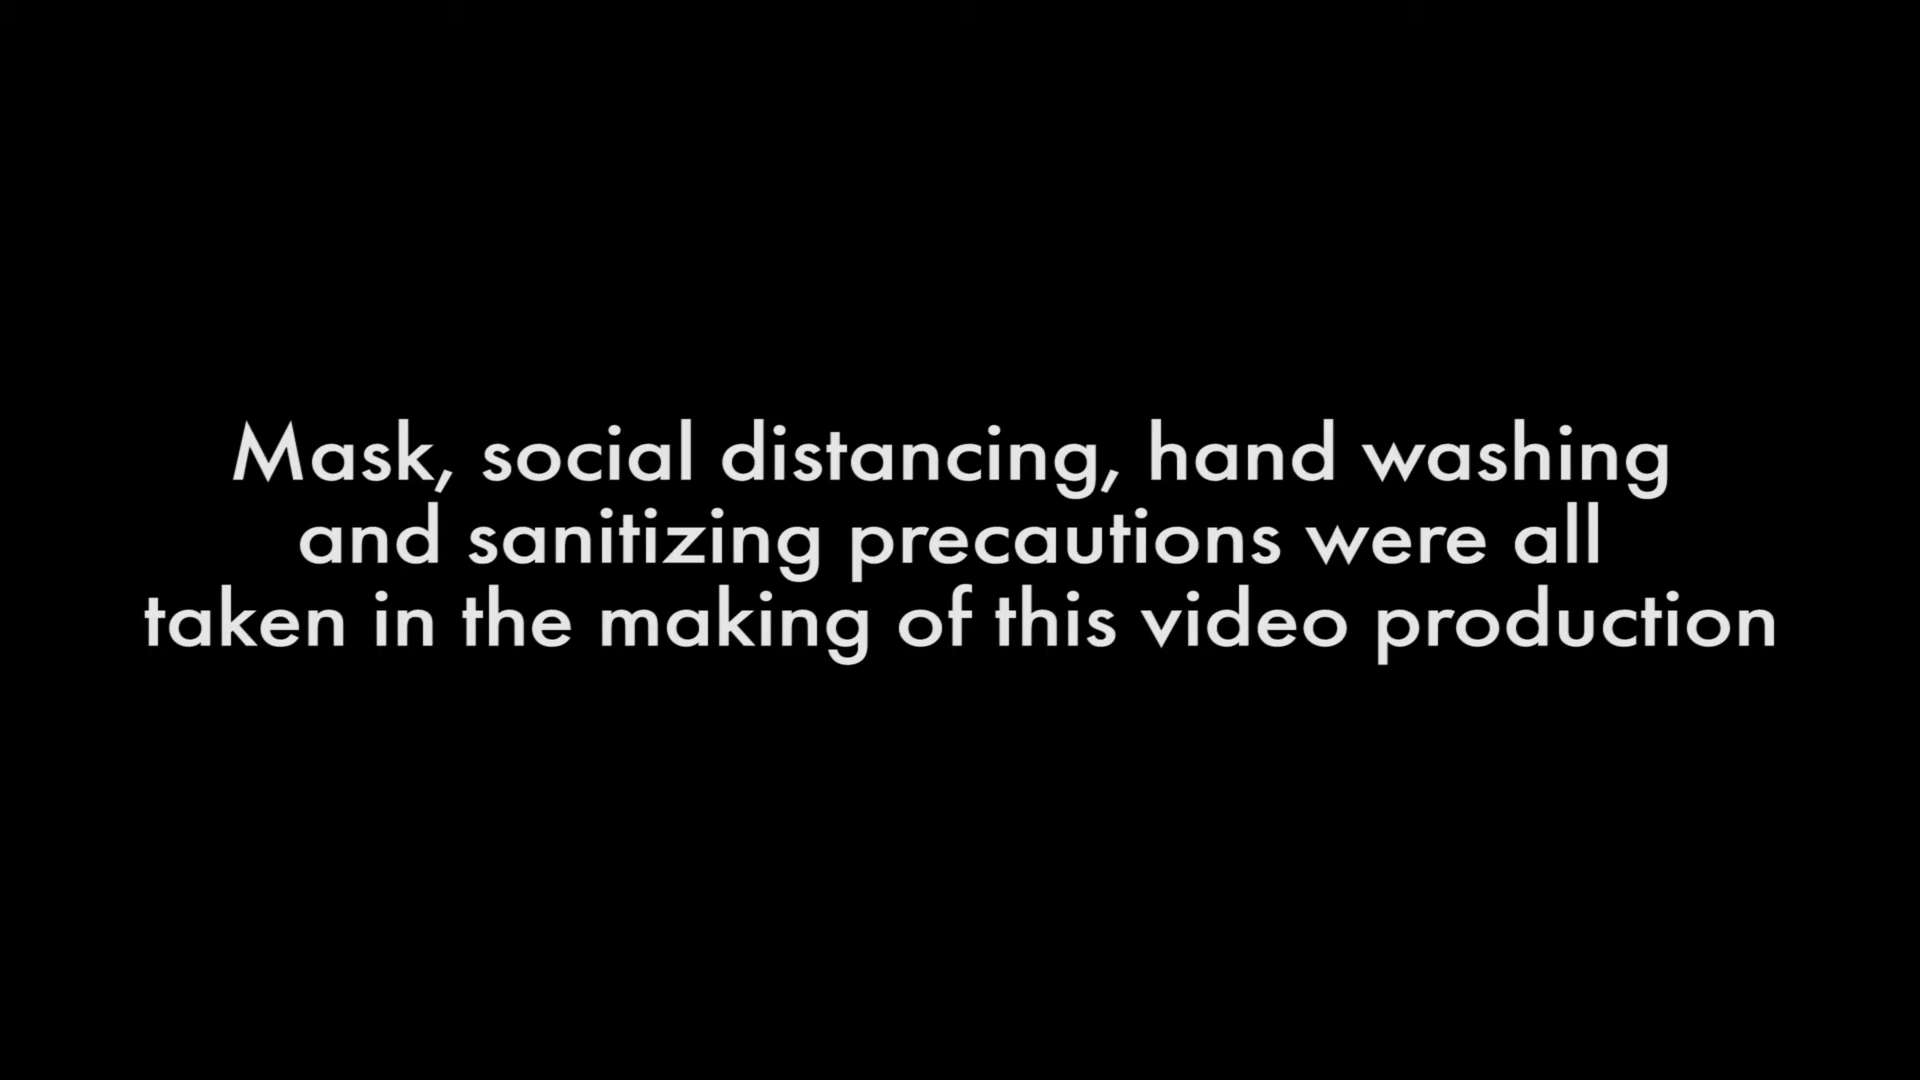 Mask, social distancing, hand washing
and sanitizing precautions were all
taken in the making of this video production